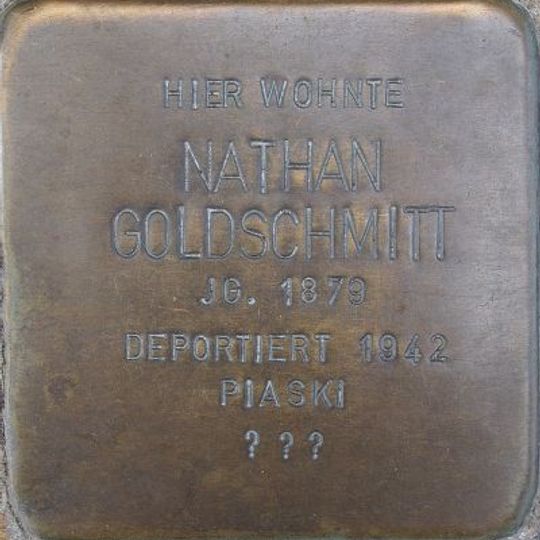 HIER WOHNTE
NATHAN
GOLDSCHMITT
JG. 1879
DEPORTIERT 1942
PIASKI
? ? ?